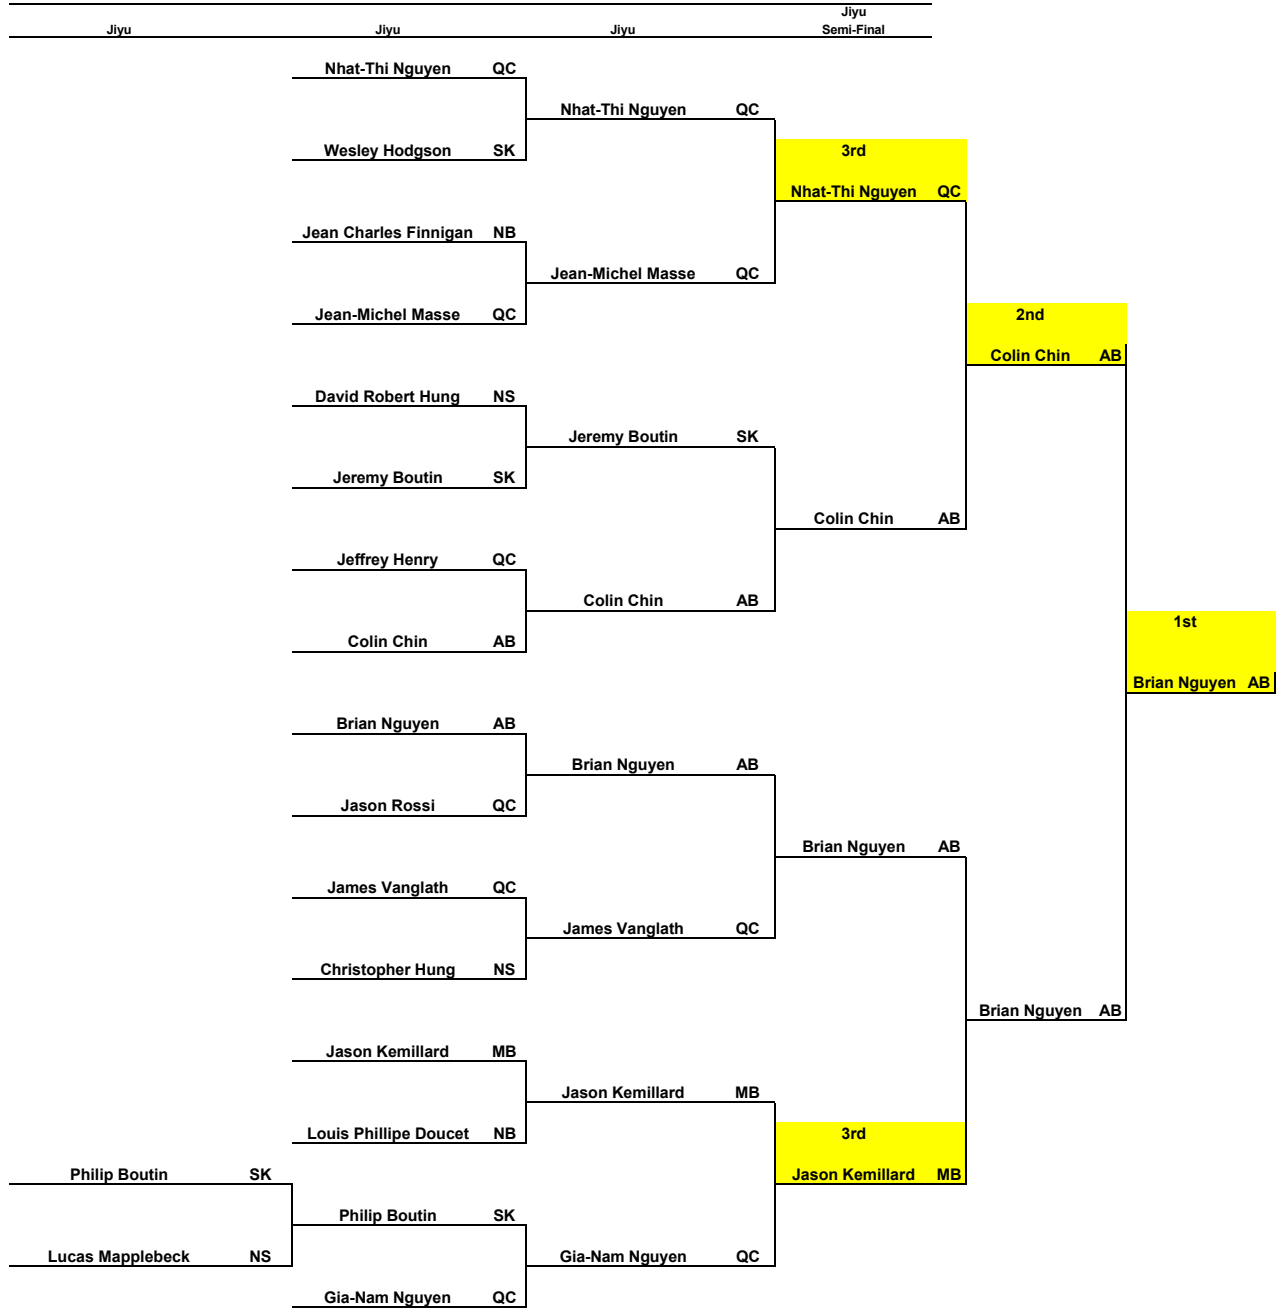 Jiyu
Jiyu Jiyu Jiyu Semi-Final
Nhat-Thi Nguyen QC
Nhat-Thi Nguyen QC
Wesley Hodgson SK
3rd
Nhat-Thi Nguyen QC
Jean Charles Finnigan NB
Jean-Michel Masse QC
Jean-Michel Masse QC
2nd
Colin Chin AB
David Robert Hung NS
Jeremy Boutin SK
Jeremy Boutin SK
Colin Chin AB
Jeffrey Henry QC
Colin Chin AB
Colin Chin AB
1st
Brian Nguyen AB
Brian Nguyen AB
Brian Nguyen AB
Jason Rossi QC
Brian Nguyen AB
James Vanglath QC
James Vanglath QC
Christopher Hung NS
Brian Nguyen AB
Jason Kemillard MB
Jason Kemillard MB
Louis Phillipe Doucet NB
3rd
Philip Boutin SK
Jason Kemillard MB
Philip Boutin SK
Lucas Mapplebeck NS
Gia-Nam Nguyen QC
Gia-Nam Nguyen QC